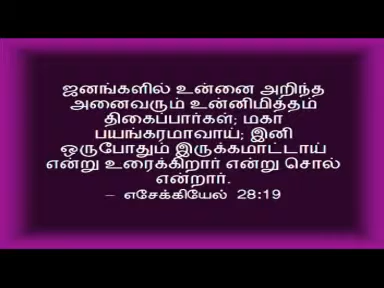 ஜனங்களில் உன்னை அறிந்த
அனைவரும் உன்னிமித்தம்
திகைப்பார்கள்; மகா
பயங்கரமாவாய்; இனி
ஒருபோதும் இருக்கமாட்டாய்
என்று உரைக்கிறார் என்று சொல்
என்றார்.
– எசேக்கியேல் 28:19